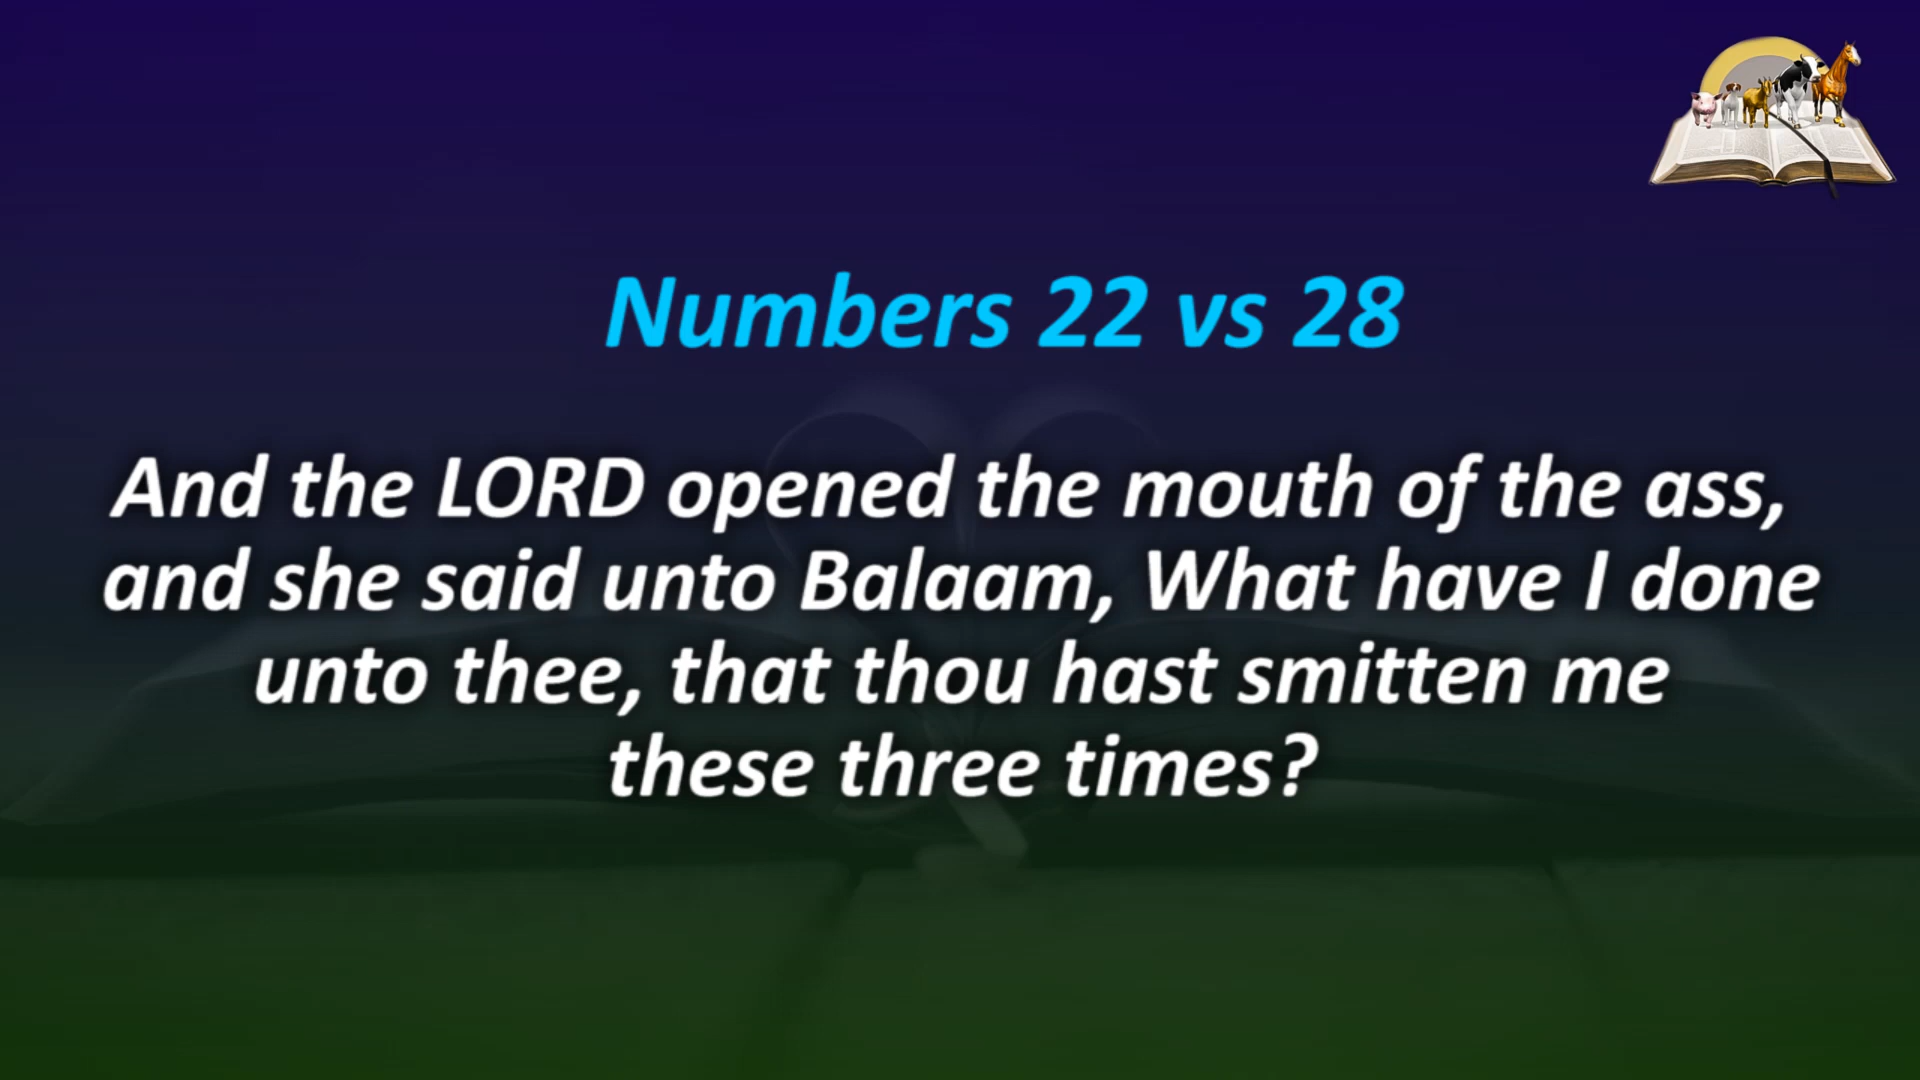 Numbers 22 vs 28
And the LORD opened the mouth of the ass,
and she said unto Balaam, What have I done
unto thee, that thou hast smitten me
these three times?